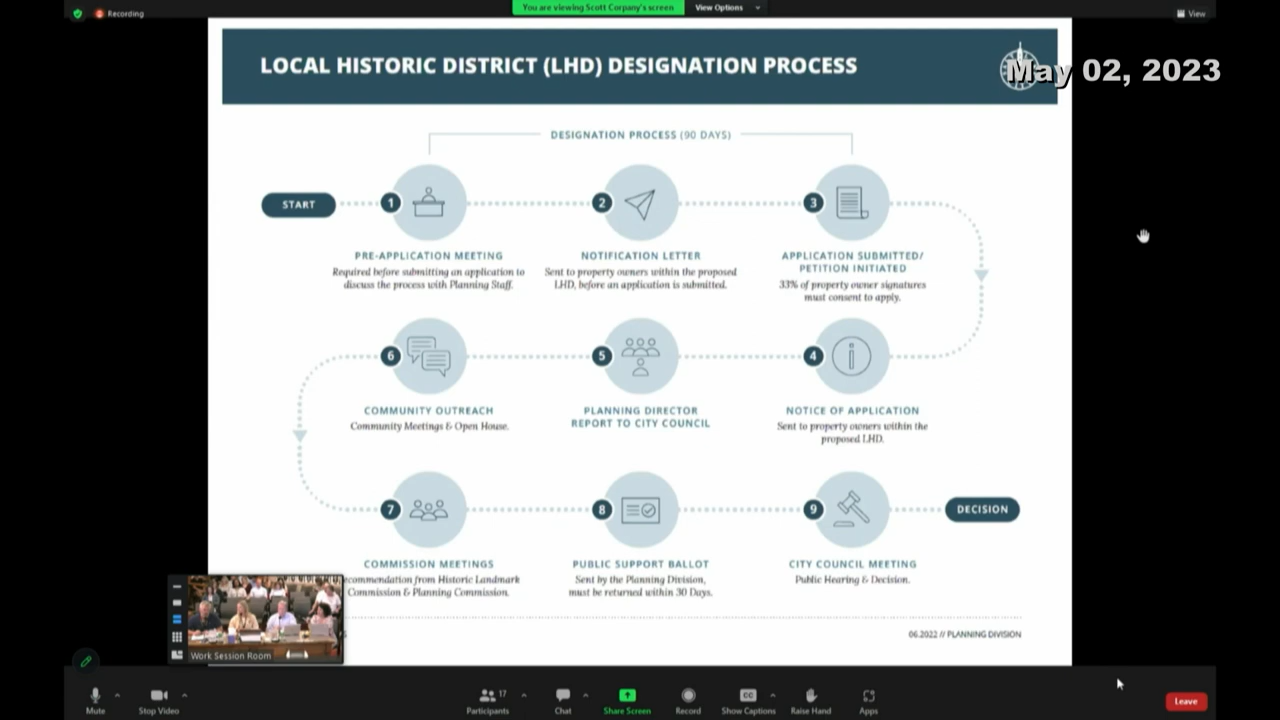 Recording
You are viewing Scott Corpany's screen
View Options
View
LOCAL HISTORIC DISTRICT (LHD) DESIGNATION PROCESS
May 02, 2023
DESIGNATION PROCESS (90 DAYS)
START
1
2
3
PRE-APPLICATION MEETING
Required before submitting an application to
discuss the process with Planning Staff.
NOTIFICATION LETTER
Sent to property owners within the proposed
LHD, before an application is submitted.
APPLICATION SUBMITTED/
PETITION INITIATED
33% of property owner signatures
must consent to apply.
6
5
4
COMMUNITY OUTREACH
Community Meetings & Open House.
PLANNING DIRECTOR
REPORT TO CITY COUNCIL
NOTICE OF APPLICATION
Sent to property owners within the
proposed LHD.
7
8
9
DECISION
COMMISSION MEETINGS
ecommendation from Historic Landmark
Commission & Planning Commission.
PUBLIC SUPPORT BALLOT
Sent by the Planning Division,
must be returned within 30 Days.
CITY COUNCIL MEETING
Public Hearing & Decision.
06.2022 // PLANNING DIVISION
Work Session Room
Mute
Stop Video
Participants
17
Chat
Share Screen
Record
CC
Show Captions
Raise Hand
Apps
Leave